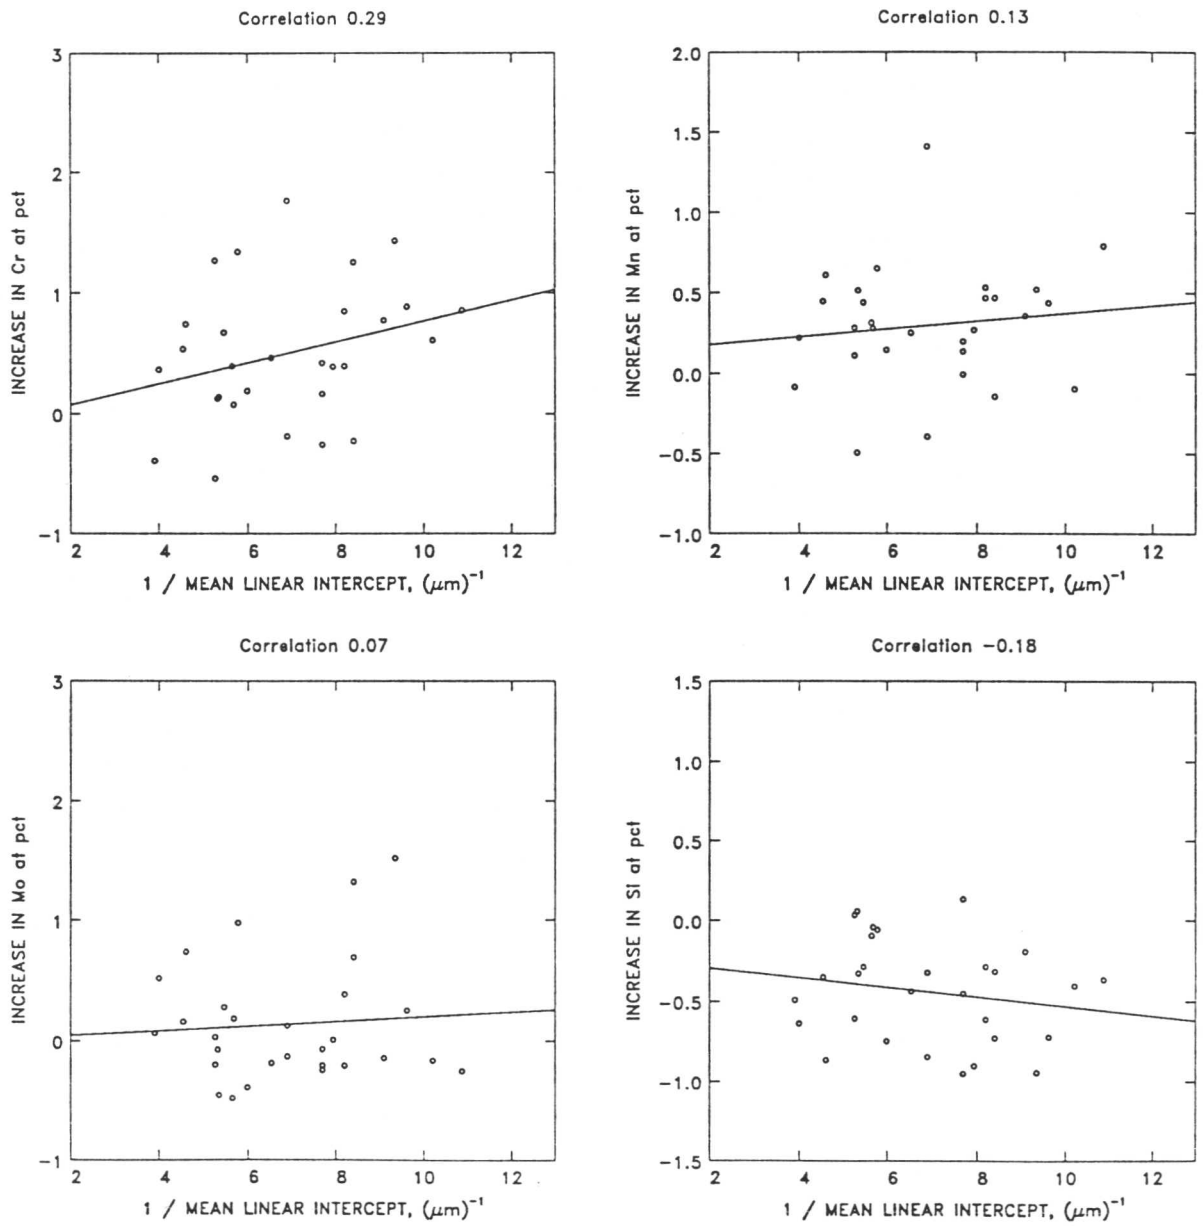 Correlation 0.29
3
2
1
0
−1
INCREASE IN Cr at pct
2 4 6 8 10 12
1 / MEAN LINEAR INTERCEPT, (μm)⁻¹
Correlation 0.13
2.0
1.5
1.0
0.5
0.0
−0.5
−1.0
INCREASE IN Mn at pct
2 4 6 8 10 12
1 / MEAN LINEAR INTERCEPT, (μm)⁻¹
Correlation 0.07
3
2
1
0
−1
INCREASE IN Mo at pct
2 4 6 8 10 12
1 / MEAN LINEAR INTERCEPT, (μm)⁻¹
Correlation −0.18
1.5
1.0
0.5
0.0
−0.5
−1.0
−1.5
INCREASE IN Si at pct
2 4 6 8 10 12
1 / MEAN LINEAR INTERCEPT, (μm)⁻¹